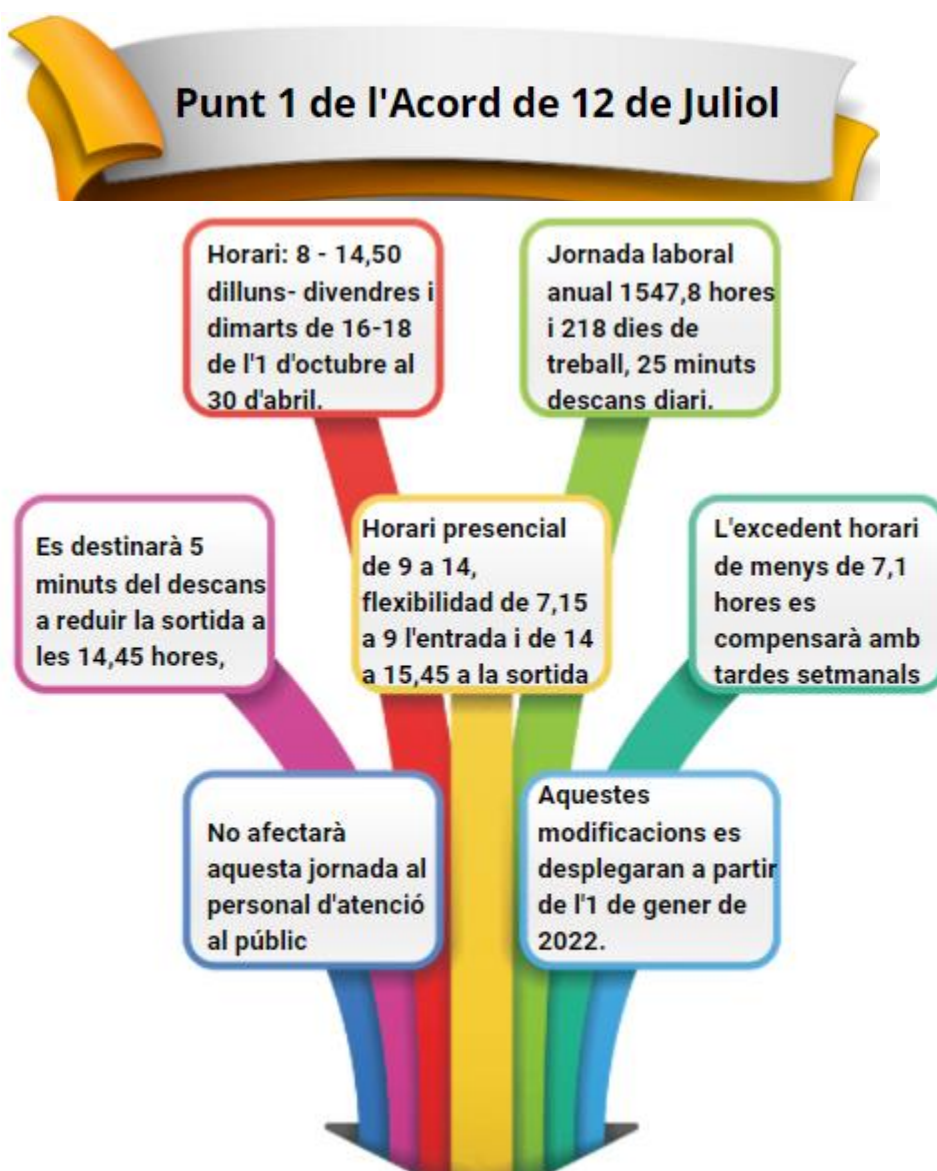 Punt 1 de l'Acord de 12 de Juliol
Horari: 8 - 14,50
dilluns- divendres i
dimarts de 16-18
de l'1 d'octubre al
30 d'abril.
Jornada laboral
anual 1547,8 hores
i 218 dies de
treball, 25 minuts
descans diari.
Es destinarà 5
minuts del descans
a reduir la sortida a
les 14,45 hores,
Horari presencial
de 9 a 14,
flexibilidad de 7,15
a 9 l'entrada i de 14
a 15,45 a la sortida
L'excedent horari
de menys de 7,1
hores es
compensarà amb
tardes setmanals
No afectarà
aquesta jornada al
personal d'atenció
al públic
Aquestes
modificacions es
desplegaran a partir
de l'1 de gener de
2022.